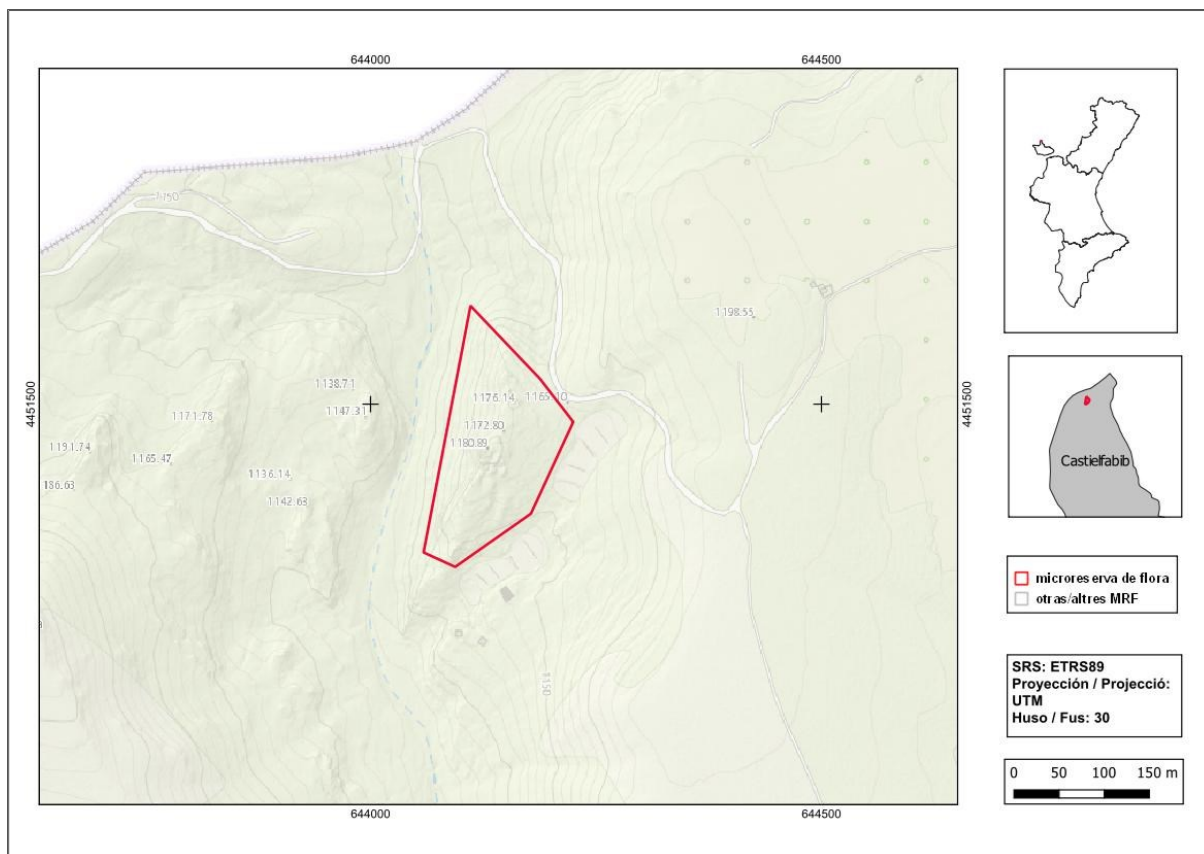 644000
644500
1150
1198.55
4451500
4451500
1138.71
1176.14
1165.10
1147.31
1171.78
1172.80
1191.74
1180.89
1165.47
1136.14
186.63
1142.63
1150
644000
644500
Castielfabib
microreserva de flora
otras/altres MRF
SRS: ETRS89
Proyección / Projecció:
UTM
Huso / Fus: 30
0 50 100 150 m